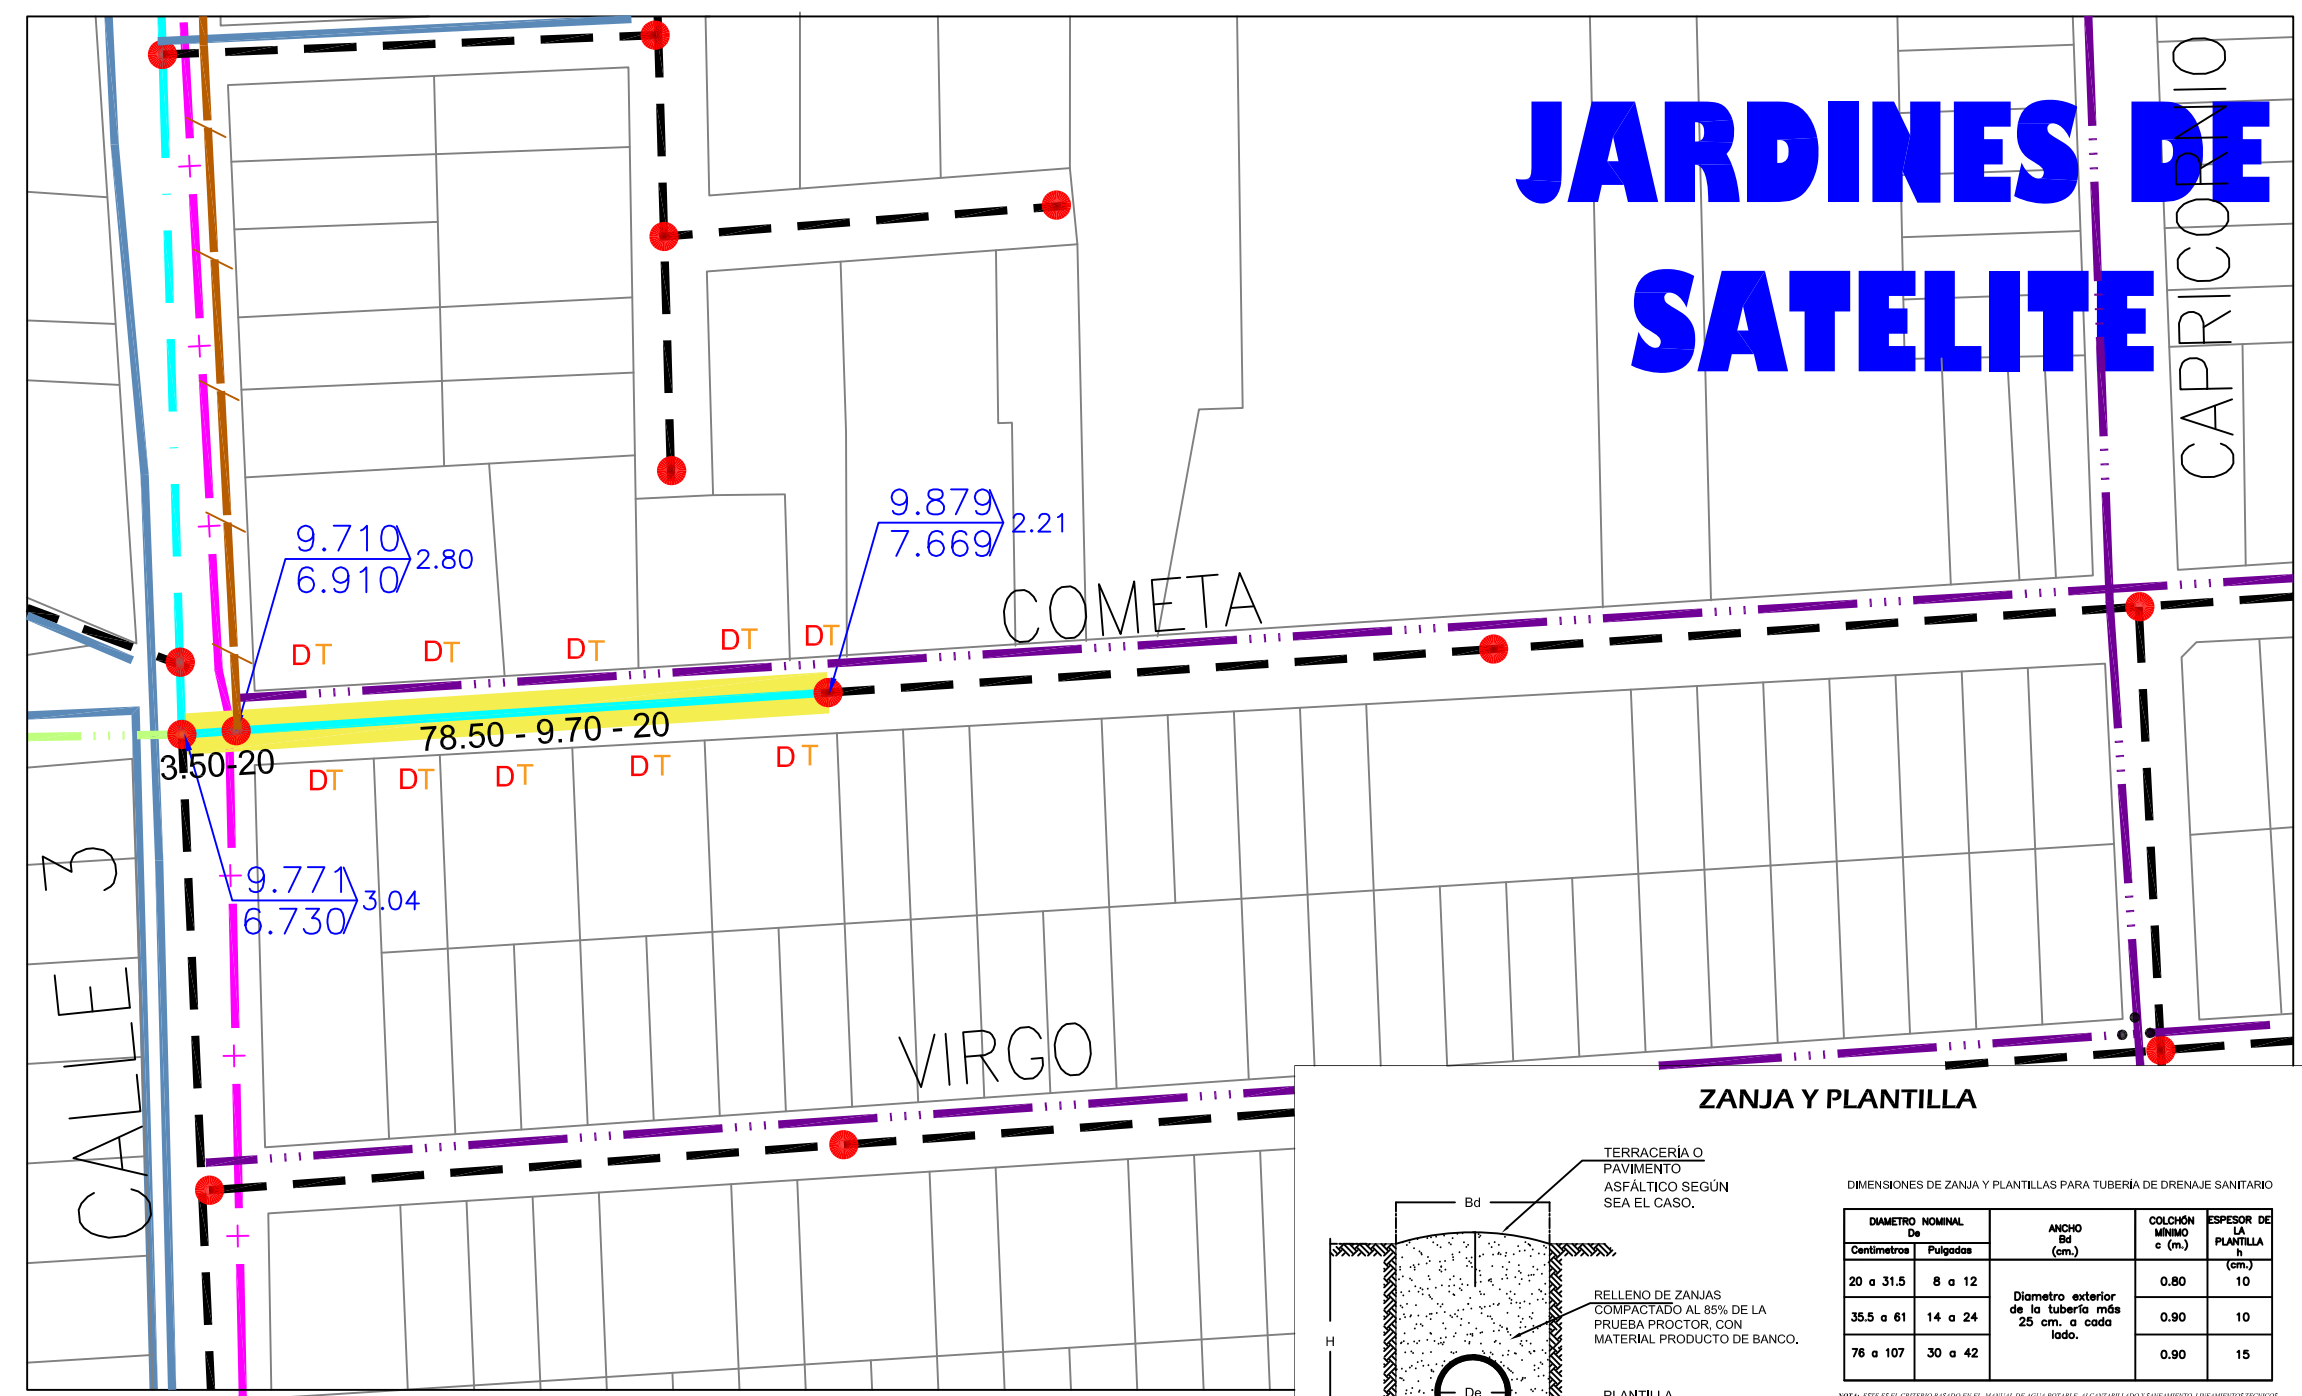 JARDINES DE
SATELITE
CAPRICORNIO
9.879
7.669
2.21
9.710
6.910
2.80
COMETA
DT DT DT DT DT
78.50 - 9.70 - 20
3.50-20
DT DT DT DT DT
CALLE 3
9.771
6.730
3.04
VIRGO
ZANJA Y PLANTILLA
TERRACERÍA O
PAVIMENTO
ASFÁLTICO SEGÚN
SEA EL CASO.
Bd
RELLENO DE ZANJAS
COMPACTADO AL 85% DE LA
PRUEBA PROCTOR, CON
MATERIAL PRODUCTO DE BANCO.
H
De
PLANTILLA
DIMENSIONES DE ZANJA Y PLANTILLAS PARA TUBERÍA DE DRENAJE SANITARIO
DIAMETRO NOMINAL
De
Centimetros Pulgadas
ANCHO
Bd
(cm.)
COLCHÓN
MÍNIMO
c (m.)
ESPESOR DE
LA
PLANTILLA
h
(cm.)
20 a 31.5 8 a 12 0.80 10
Diametro exterior
de la tubería más
25 cm. a cada
lado.
35.5 a 61 14 a 24 0.90 10
76 a 107 30 a 42 0.90 15